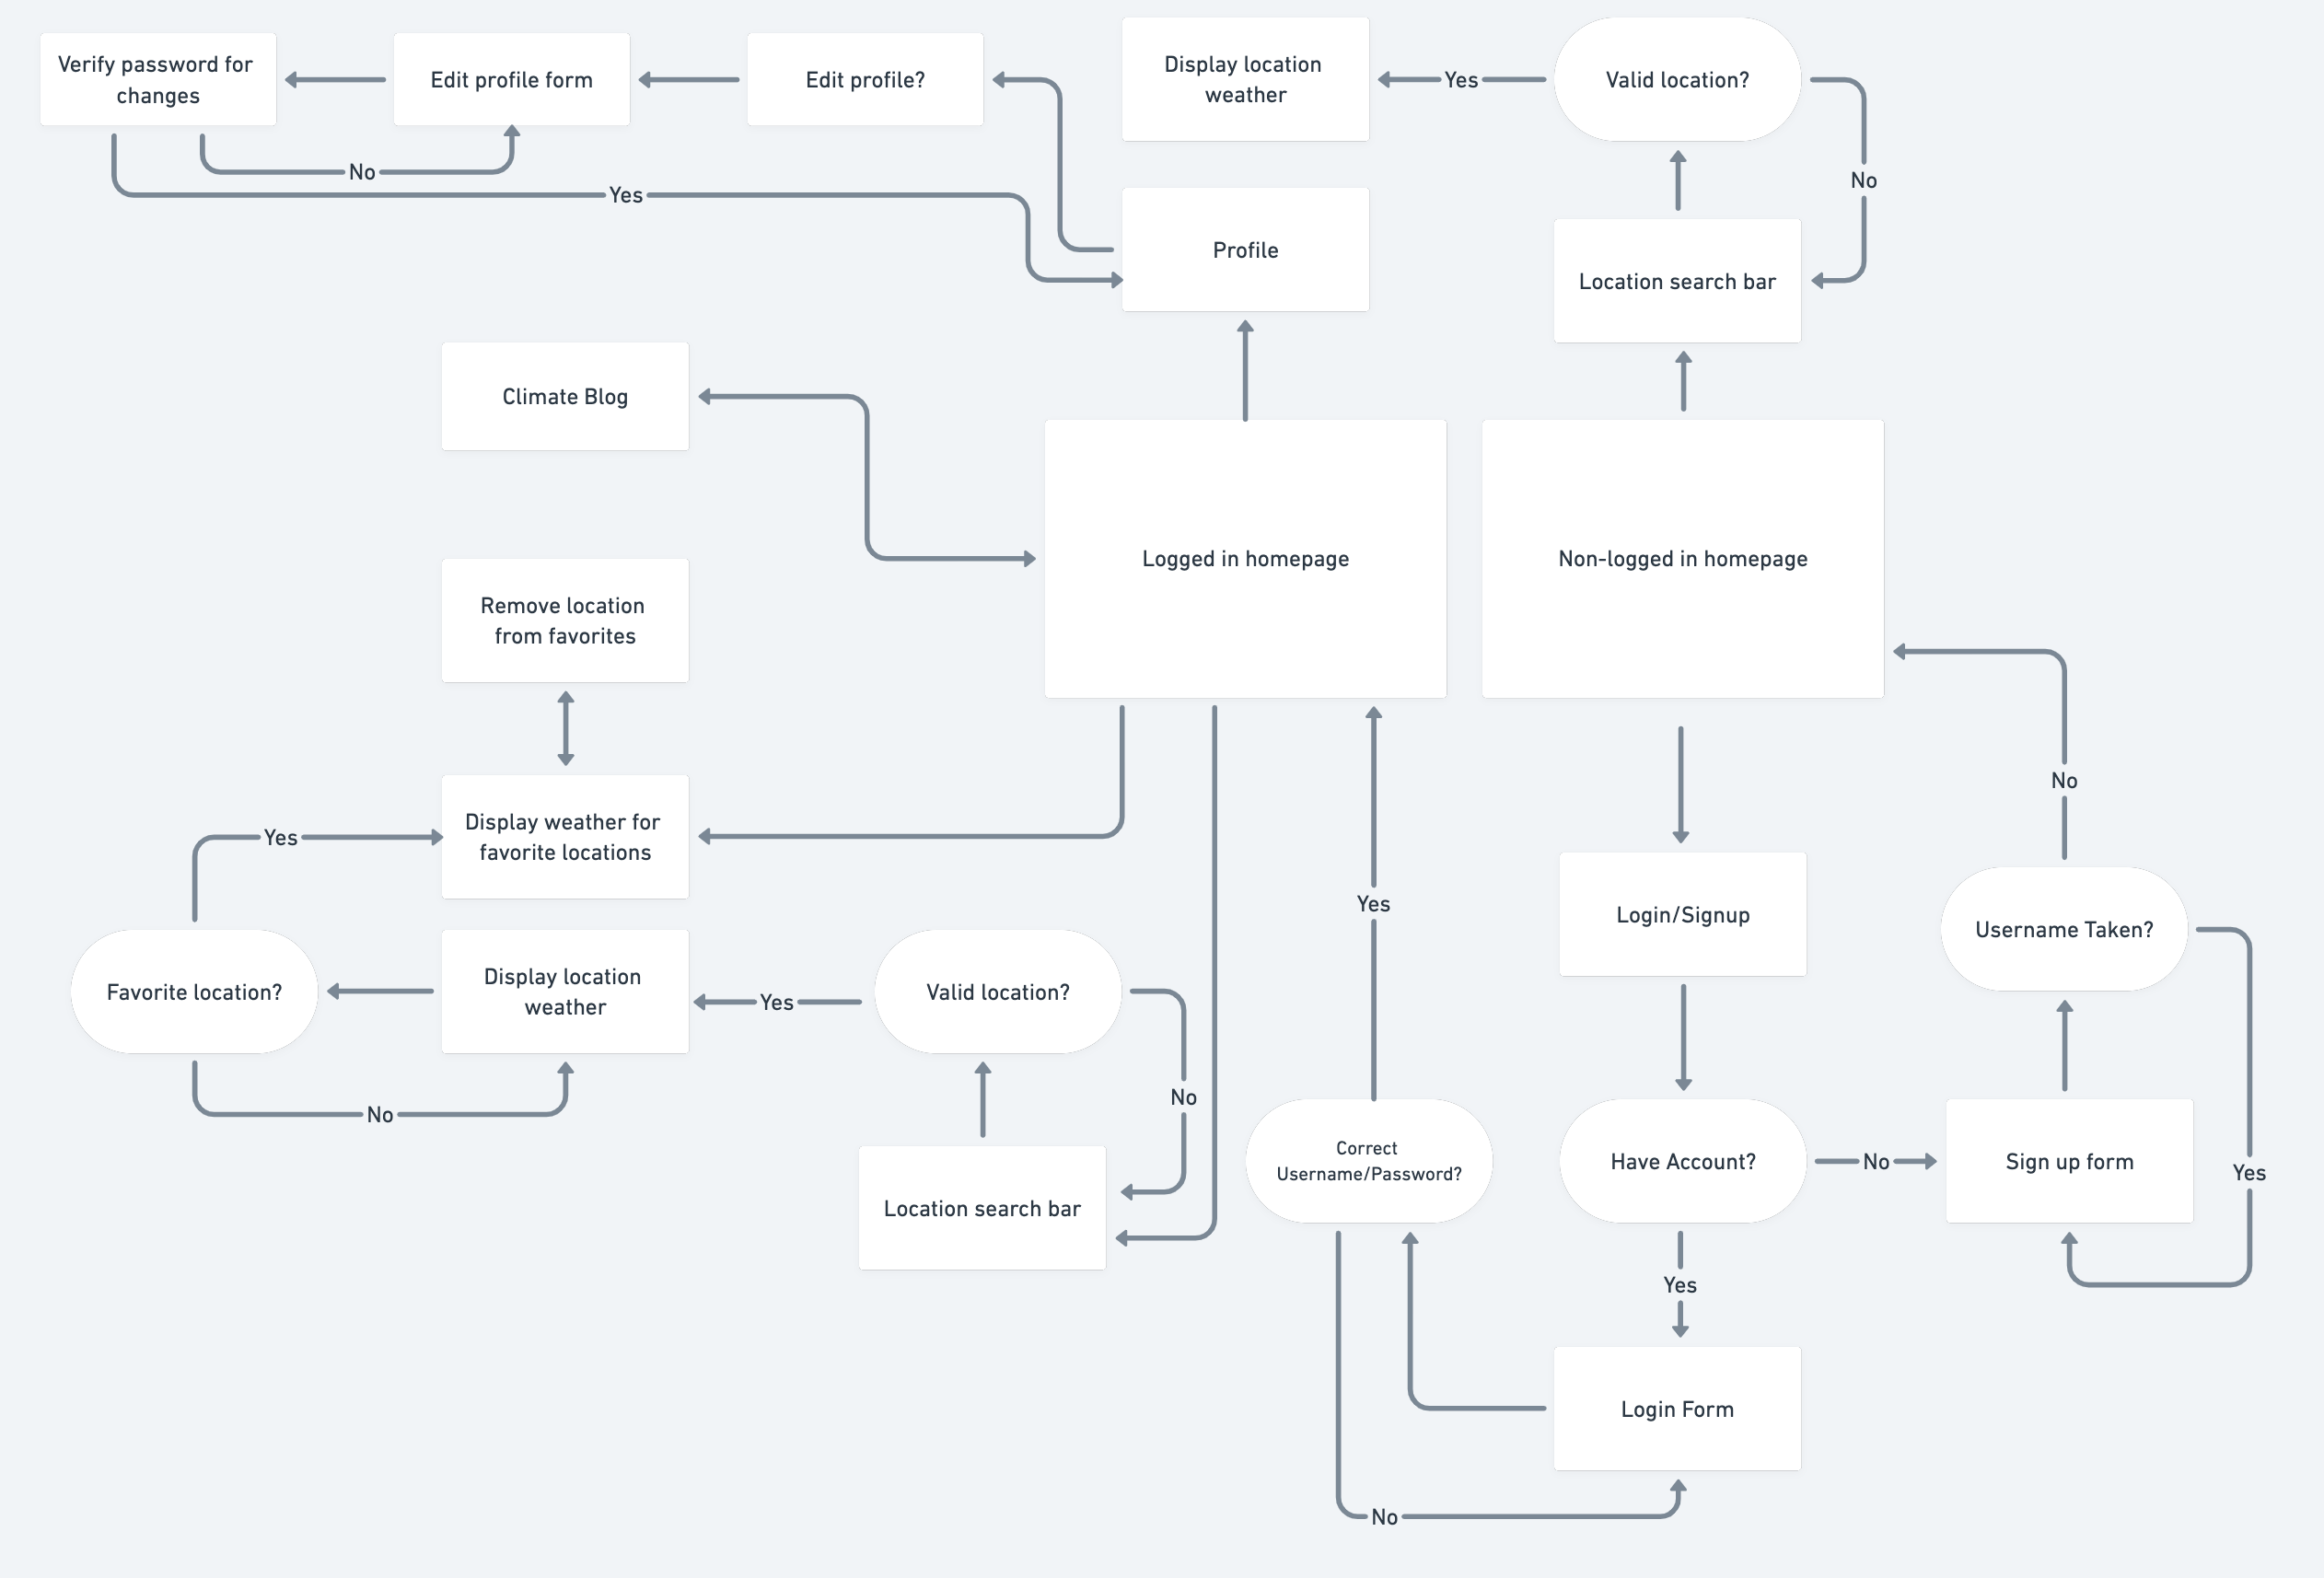 Verify password for
changes
Edit profile form
Edit profile?
Display location
weather
Yes
Valid location?
No
Yes
No
Profile
Location search bar
Climate Blog
Logged in homepage
Non-logged in homepage
Remove location
from favorites
No
Display weather for
favorite locations
Yes
Yes
Login/Signup
Username Taken?
Favorite location?
Display location
weather
Yes
Valid location?
No
No
Correct
Username/Password?
Have Account?
No
Sign up form
Yes
Location search bar
Yes
Login Form
No